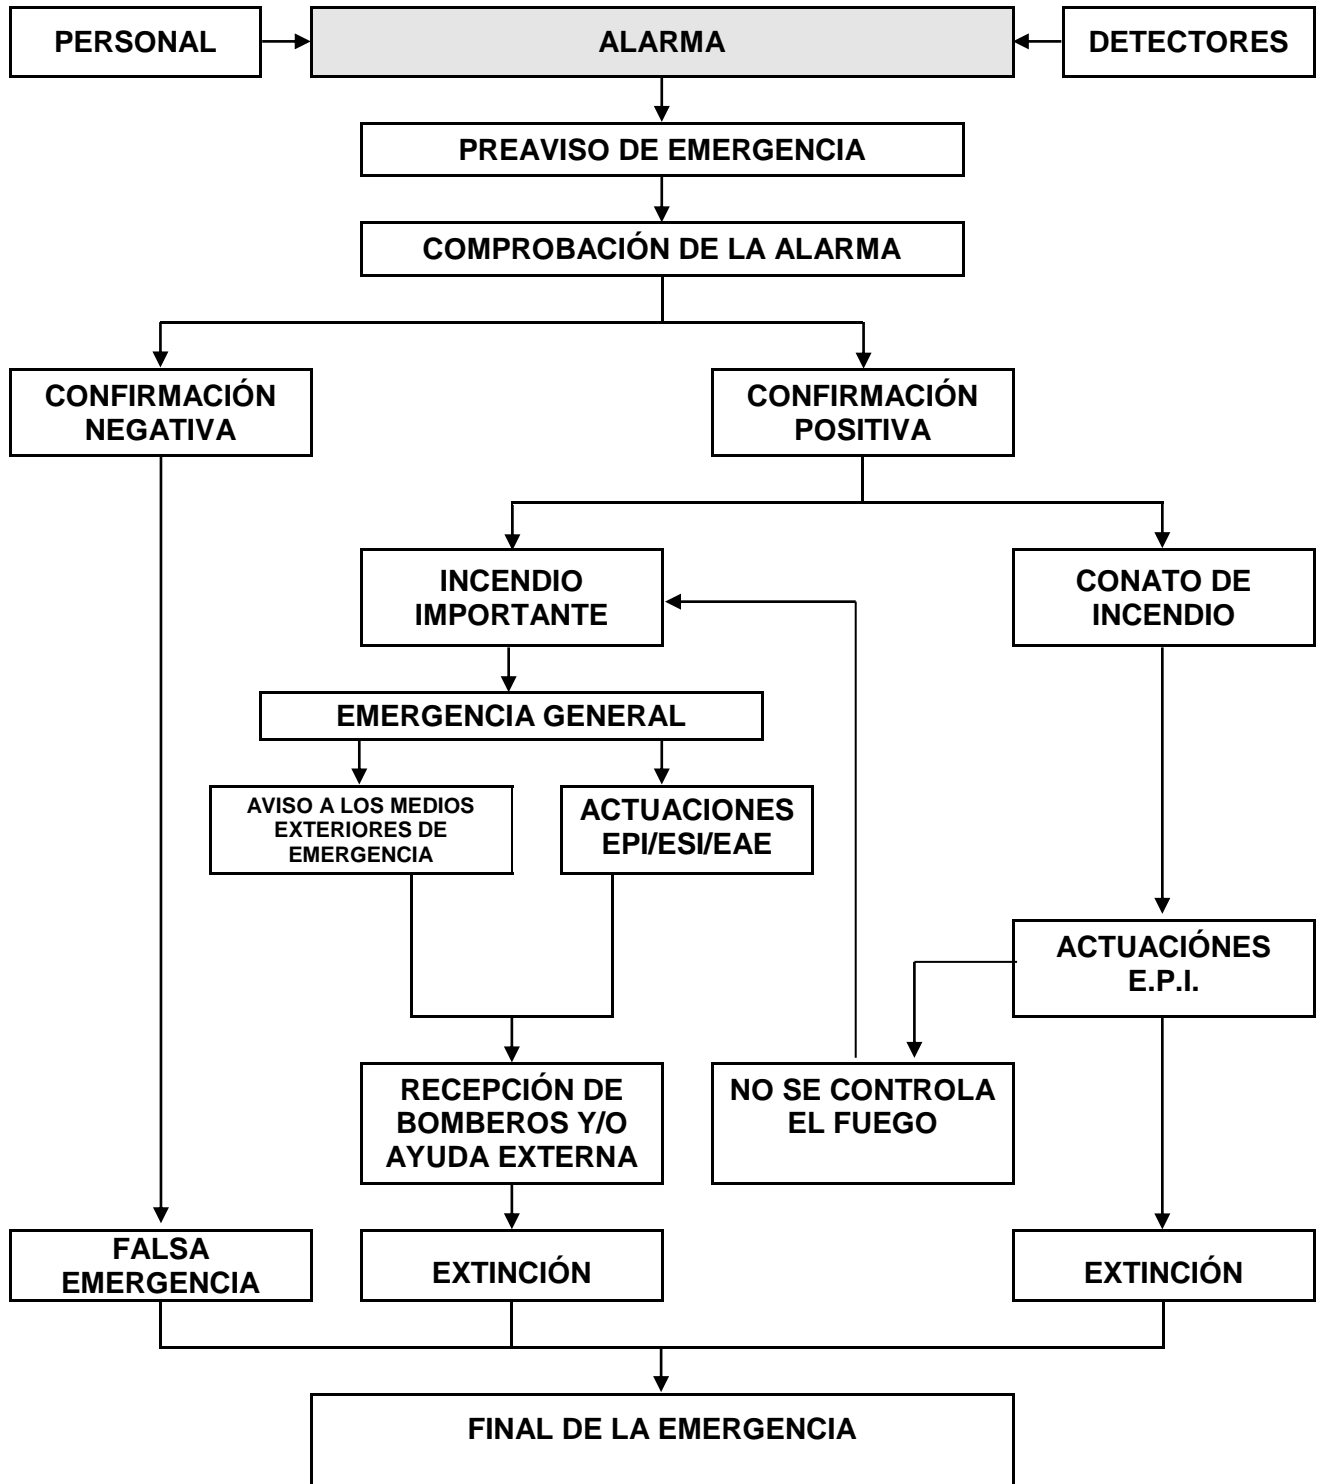 PERSONAL
ALARMA
DETECTORES
PREAVISO DE EMERGENCIA
COMPROBACIÓN DE LA ALARMA
CONFIRMACIÓN
NEGATIVA
CONFIRMACIÓN
POSITIVA
INCENDIO
IMPORTANTE
CONATO DE
INCENDIO
EMERGENCIA GENERAL
AVISO A LOS MEDIOS
EXTERIORES DE
EMERGENCIA
ACTUACIONES
EPI/ESI/EAE
ACTUACIÓNES
E.P.I.
RECEPCIÓN DE
BOMBEROS Y/O
AYUDA EXTERNA
NO SE CONTROLA
EL FUEGO
FALSA
EMERGENCIA
EXTINCIÓN
EXTINCIÓN
FINAL DE LA EMERGENCIA